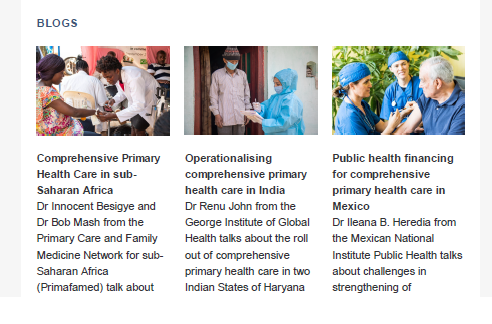 BLOGS
Comprehensive Primary
Health Care in sub-
Saharan Africa
Dr Innocent Besigye and
Dr Bob Mash from the
Primary Care and Family
Medicine Network for sub-
Saharan Africa
(Primafamed) talk about
Operationalising
comprehensive primary
health care in India
Dr Renu John from the
George Institute of Global
Health talks about the roll
out of comprehensive
primary health care in two
Indian States of Haryana
Public health financing
for comprehensive
primary health care in
Mexico
Dr Ileana B. Heredia from
the Mexican National
Institute Public Health talks
about challenges in
strengthening of